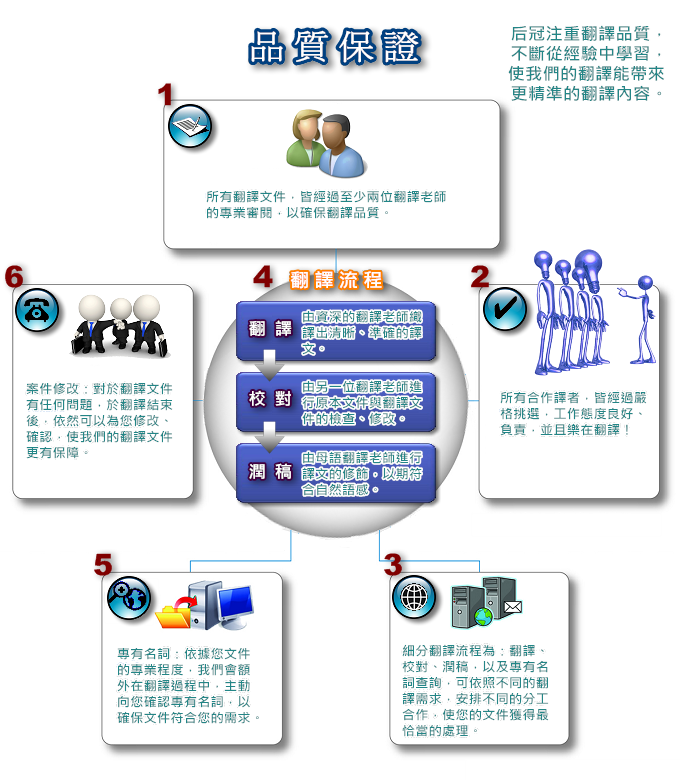 品質保證
后冠注重翻譯品質，
不斷從經驗中學習，
使我們的翻譯能帶來
更精準的翻譯內容。
1
所有翻譯文件，皆經過至少兩位翻譯老師
的專業審閱，以確保翻譯品質。
2
所有合作譯者，皆經過嚴
格挑選，工作態度良好、
負責，並且樂在翻譯！
3
細分翻譯流程為：翻譯、
校對、潤稿，以及專有名
詞查詢，可依照不同的翻
譯需求，安排不同的分工
合作，使您的文件獲得最
恰當的處理。
4 翻譯流程
翻譯
由資深的翻譯老師織
譯出清晰、準確的譯
文。
校對
由另一位翻譯老師進
行原本文件與翻譯文
件的檢查、修改。
潤稿
由母語翻譯老師進行
譯文的修飾，以期符
合自然語感。
5
專有名詞：依據您文件
的專業程度，我們會額
外在翻譯過程中，主動
向您確認專有名詞，以
確保文件符合您的需求。
6
案件修改：對於翻譯文件
有任何問題，於翻譯結束
後，依然可以為您修改、
確認，使我們的翻譯文件
更有保障。